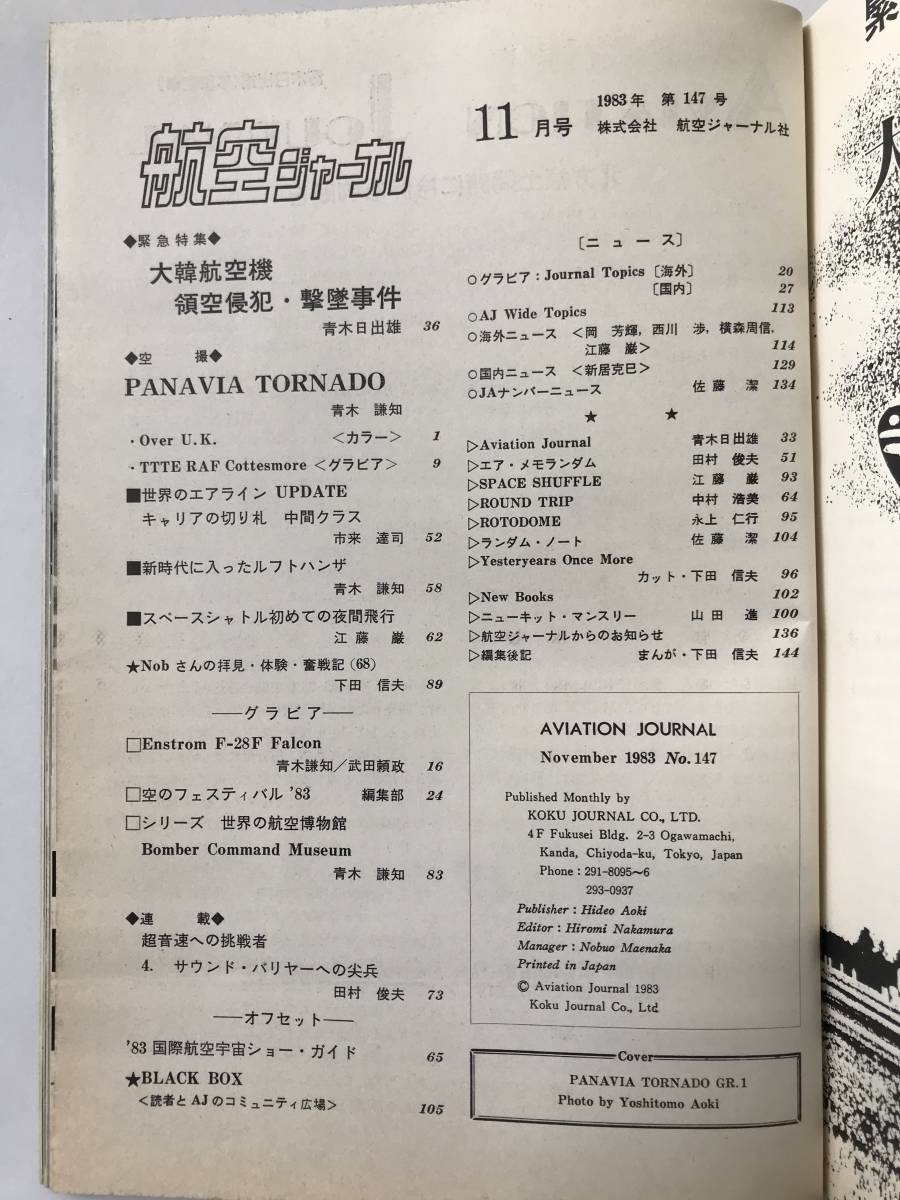 11月号
1983年 第147号
株式会社 航空ジャーナル社
航空ジャーナル
◆緊急特集◆
大韓航空機
領空侵犯・撃墜事件
青木日出雄 36
◆空 撮◆
PANAVIA TORNADO
青木 謙知
・Over U.K. <カラー> 1
・TTTE RAF Cottesmore <グラビア> 9
■世界のエアライン UPDATE
キャリアの切り札 中間クラス
市来 達司 52
■新時代に入ったルフトハンザ
青木 謙知 58
■スペースシャトル初めての夜間飛行
江藤 巌 62
★Nobさんの拝見・体験・奮戦記(68)
下田 信夫 89
——グラビア——
□Enstrom F-28F Falcon
青木謙知/武田頼政 16
□空のフェスティバル'83 編集部 24
□シリーズ 世界の航空博物館
Bomber Command Museum
青木 謙知 83
◆連 載◆
超音速への挑戦者
4. サウンド・バリヤーへの尖兵
田村 俊夫 73
——オフセット——
'83国際航空宇宙ショー・ガイド 65
★BLACK BOX
<読者とAJのコミュニティ広場> 105
〔ニュース〕
○グラビア:Journal Topics〔海外〕 20
〔国内〕 27
○AJ Wide Topics 113
○海外ニュース <岡 芳輝,西川 渉,横森周信,
江藤 巌> 114
○国内ニュース <新居克巳> 129
○JAナンバーニュース 佐藤 潔 134
★ ★
▷Aviation Journal 青木日出雄 33
▷エア・メモランダム 田村 俊夫 51
▷SPACE SHUFFLE 江藤 巌 93
▷ROUND TRIP 中村 浩美 64
▷ROTODOME 永上 仁行 95
▷ランダム・ノート 佐藤 潔 104
▷Yesteryears Once More
カット・下田 信夫 96
▷New Books 102
▷ニューキット・マンスリー 山田 進 100
▷航空ジャーナルからのお知らせ 136
▷編集後記 まんが・下田 信夫 144
AVIATION JOURNAL
November 1983 No.147
Published Monthly by
KOKU JOURNAL CO., LTD.
4F Fukusei Bldg. 2-3 Ogawamachi,
Kanda, Chiyoda-ku, Tokyo, Japan
Phone : 291-8095~6
293-0937
Publisher : Hideo Aoki
Editor : Hiromi Nakamura
Manager : Nobuo Maenaka
Printed in Japan
© Aviation Journal 1983
Koku Journal Co., Ltd
Cover
PANAVIA TORNADO GR.1
Photo by Yoshitomo Aoki